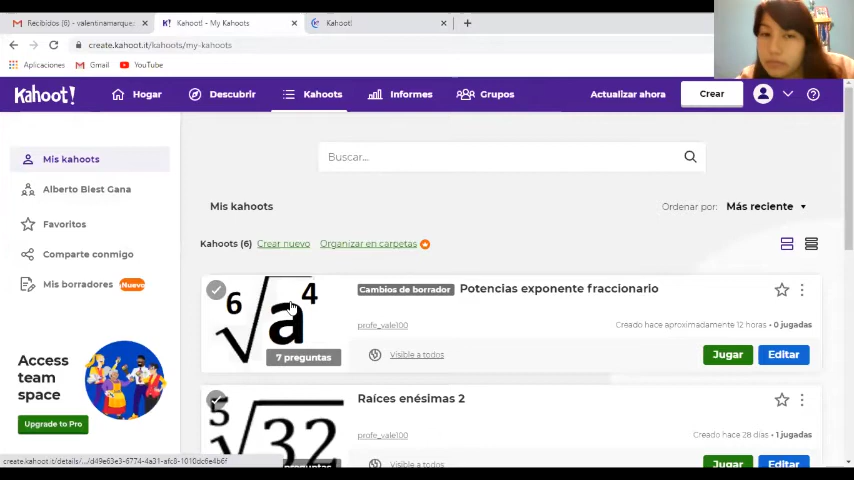 Recibidos (6) - valentinamarque
Kahoot! - My Kahoots
Kahoot!
create.kahoot.it/kahoots/my-kahoots
Aplicaciones
Gmail
YouTube
Kahoot!
Hogar
Descubrir
Kahoots
Informes
Grupos
Actualizar ahora
Crear
Mis kahoots
Alberto Blest Gana
Favoritos
Comparte conmigo
Mis borradores
¡Nuevo
Access
team
space
Upgrade to Pro
Buscar...
Mis kahoots
Ordenar por: Más reciente
Kahoots (6) Crear nuevo Organizar en carpetas
6 √ a 4
7 preguntas
Cambios de borrador Potencias exponente fraccionario
profe_vale100
Creado hace aproximadamente 12 horas • 0 jugadas
Visible a todos
Jugar
Editar
5 √ 32
preguntas
Raíces enésimas 2
profe_vale100
Creado hace 28 días • 1 jugadas
Visible a todos
Jugar
Editar